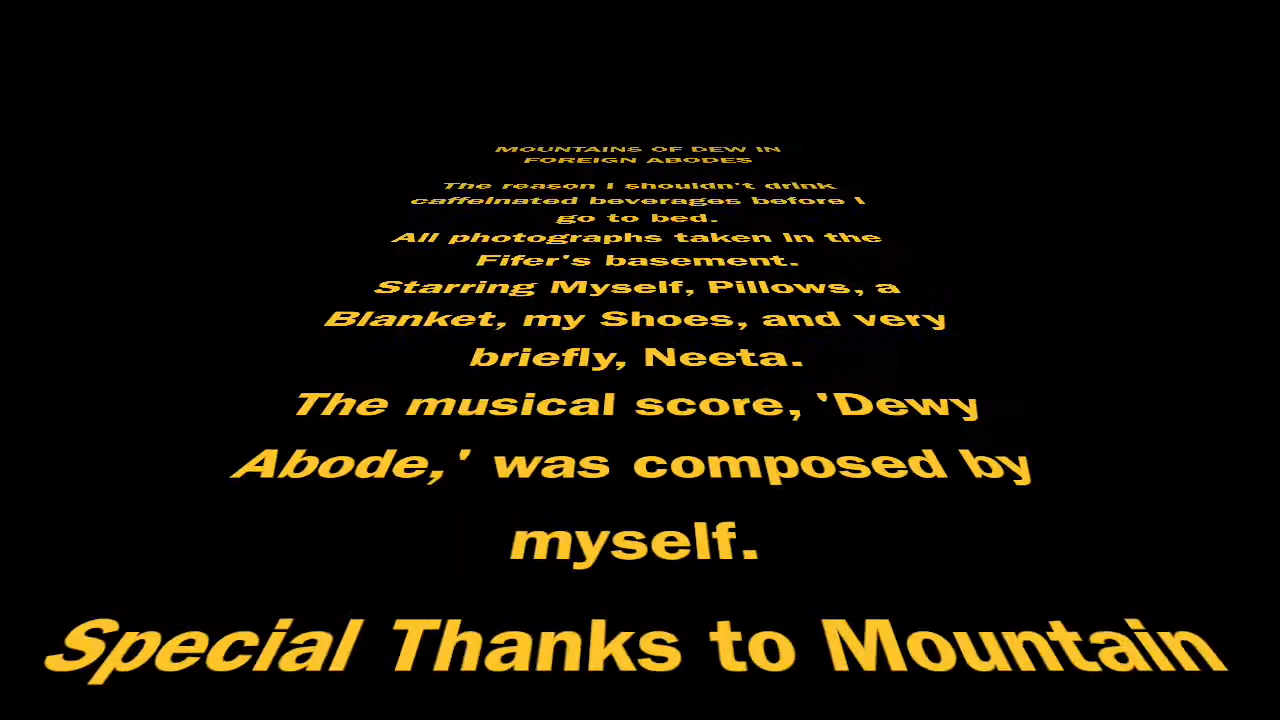 MOUNTAINS OF DEW IN
FOREIGN ABODES
The reason I shouldn't drink
caffeinated beverages before I
go to bed.
All photographs taken in the
Fifer's basement.
Starring Myself, Pillows, a
Blanket, my Shoes, and very
briefly, Neeta.
The musical score, 'Dewy
Abode,' was composed by
myself.
Special Thanks to Mountain